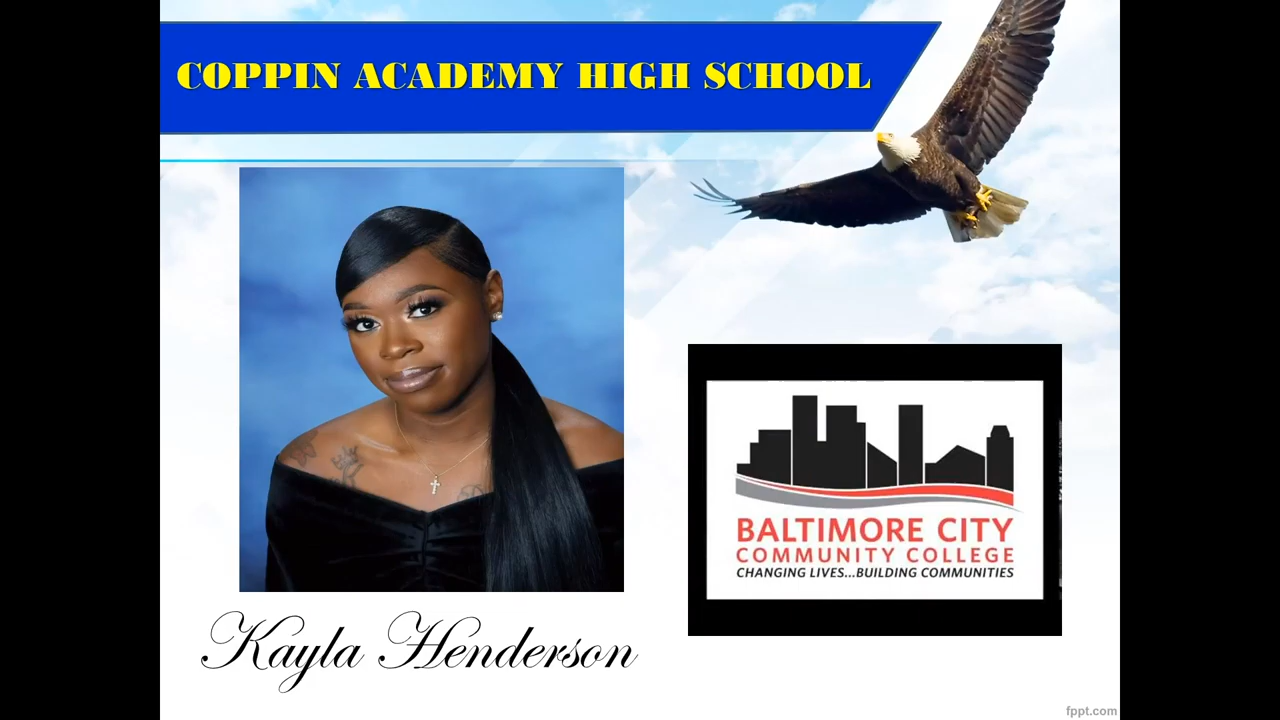 COPPIN ACADEMY HIGH SCHOOL
BALTIMORE CITY
COMMUNITY COLLEGE
CHANGING LIVES...BUILDING COMMUNITIES
Kayla Henderson
fppt.com